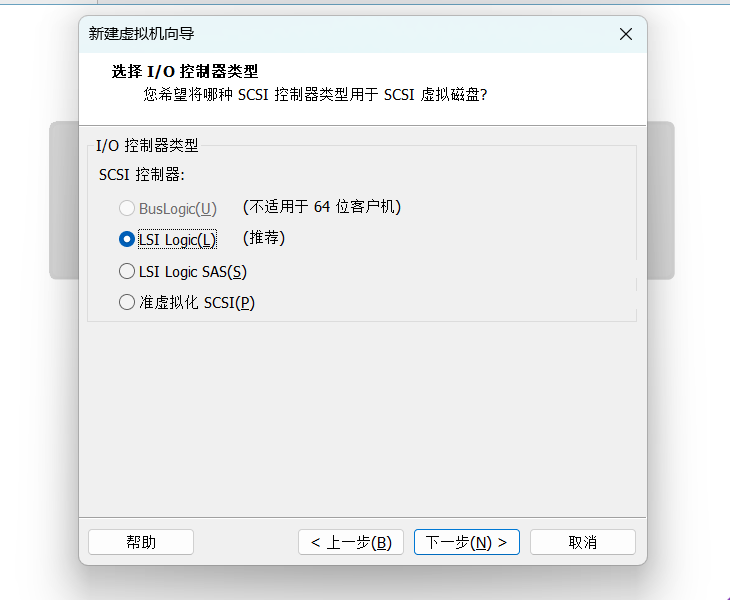 新建虚拟机向导
选择 I/O 控制器类型
您希望将哪种 SCSI 控制器类型用于 SCSI 虚拟磁盘?
I/O 控制器类型
SCSI 控制器:
BusLogic(U) (不适用于 64 位客户机)
LSI Logic(L) (推荐)
LSI Logic SAS(S)
准虚拟化 SCSI(P)
帮助 < 上一步(B) 下一步(N) > 取消